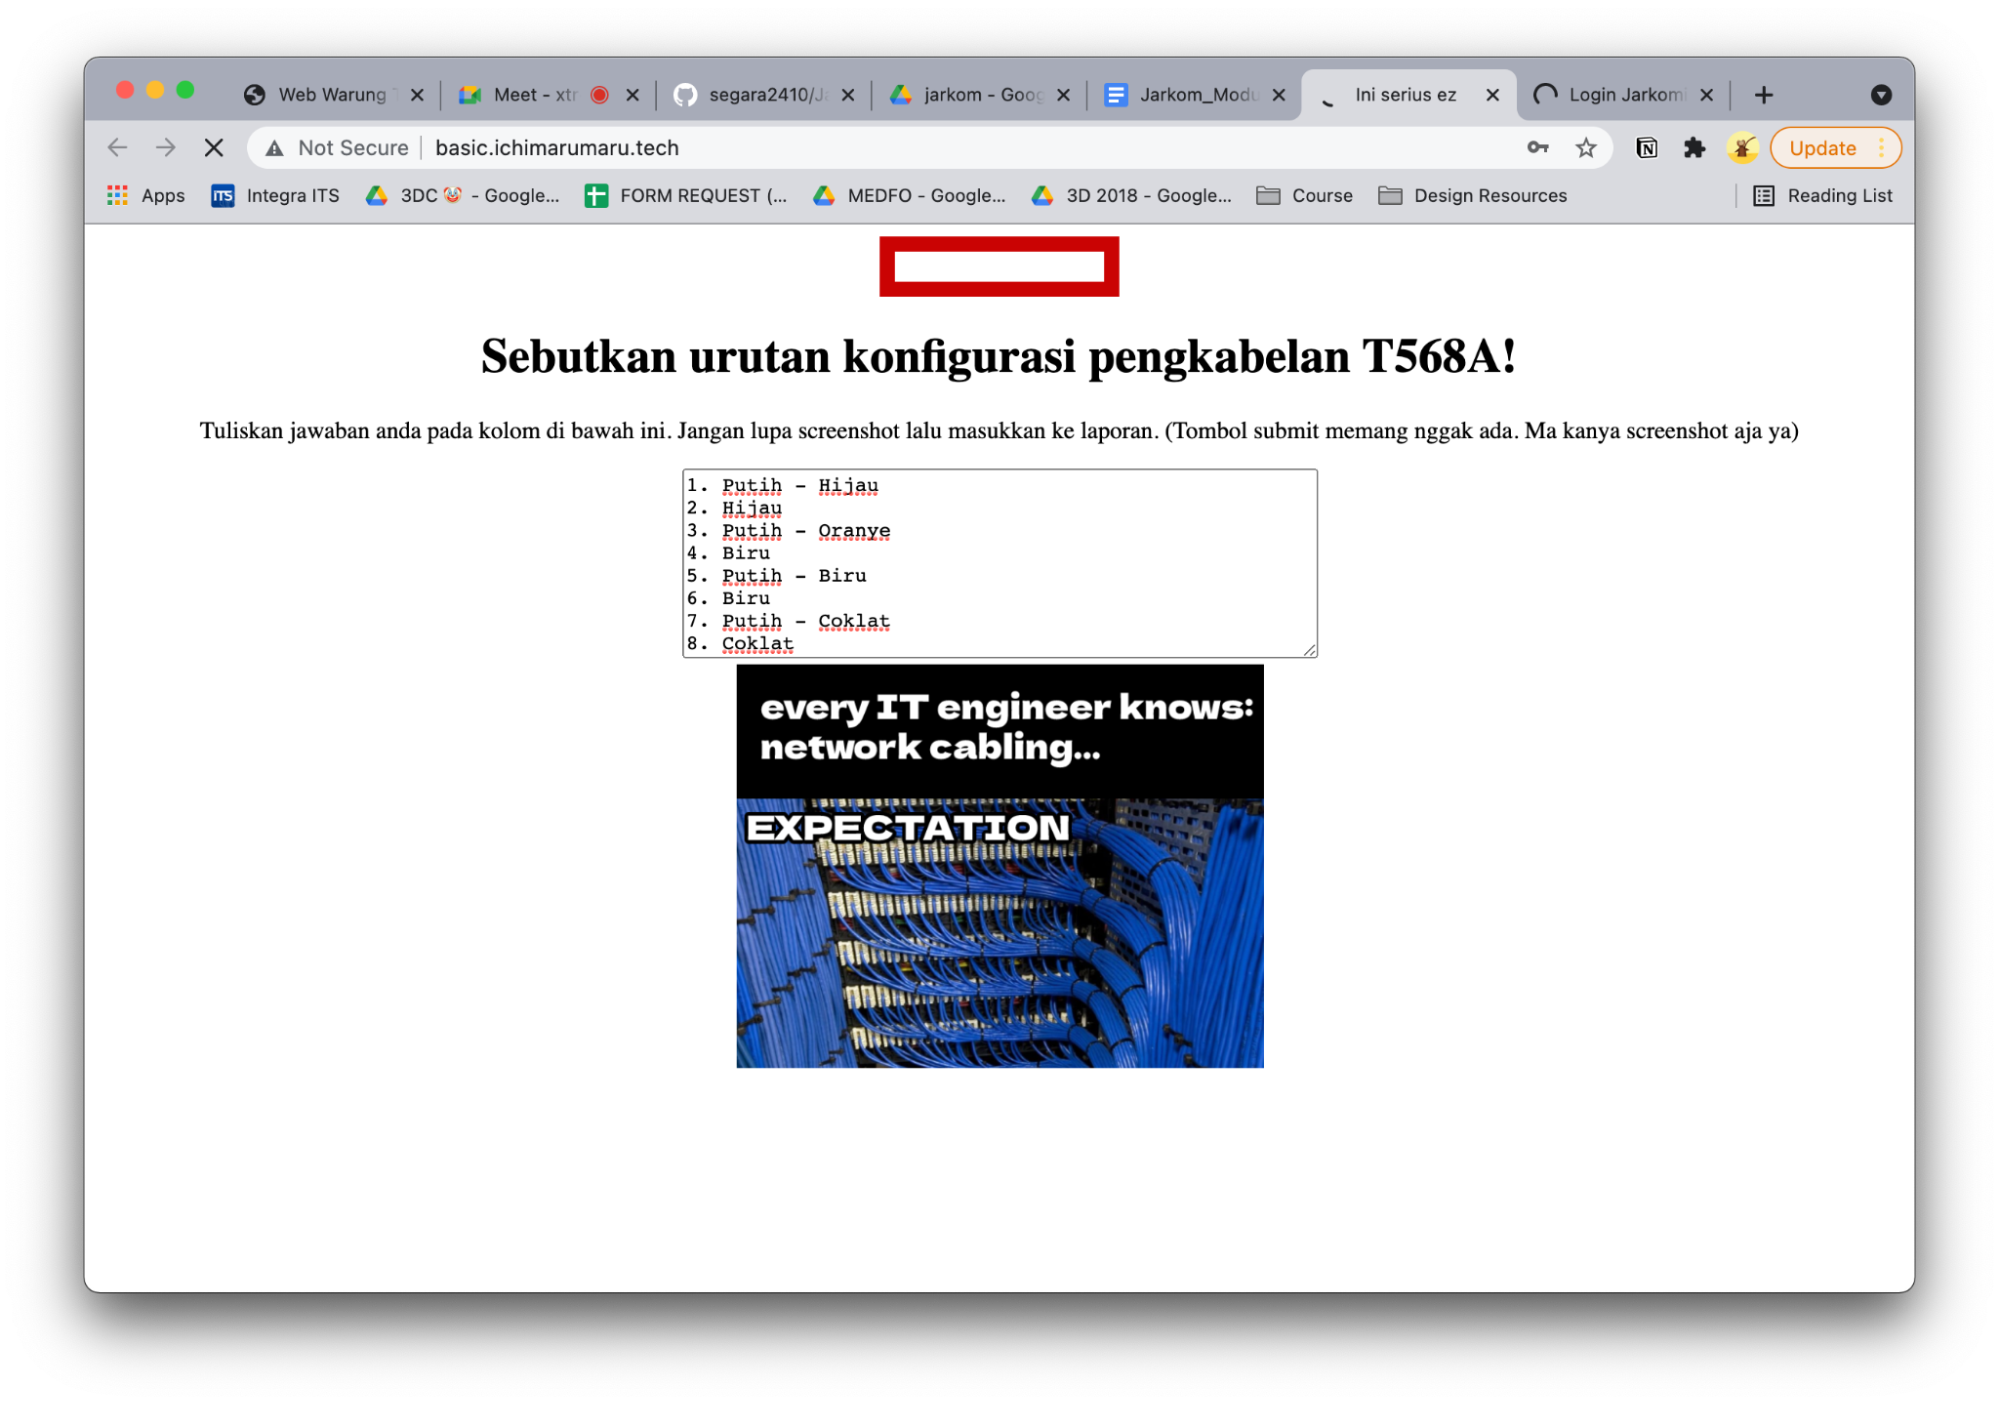 Web Warung
Meet - xtr
segara2410/Ja
jarkom - Goog
Jarkom_Modu
Ini serius ez
Login Jarkomi
Not Secure
basic.ichimarumaru.tech
Update
Apps
ITS
Integra ITS
3DC 🤡 - Google...
FORM REQUEST (...
MEDFO - Google...
3D 2018 - Google...
Course
Design Resources
Reading List
Sebutkan urutan konfigurasi pengkabelan T568A!
Tuliskan jawaban anda pada kolom di bawah ini. Jangan lupa screenshot lalu masukkan ke laporan. (Tombol submit memang nggak ada. Ma kanya screenshot aja ya)
1. Putih - Hijau
2. Hijau
3. Putih - Oranye
4. Biru
5. Putih - Biru
6. Biru
7. Putih - Coklat
8. Coklat
every IT engineer knows:
network cabling...
EXPECTATION